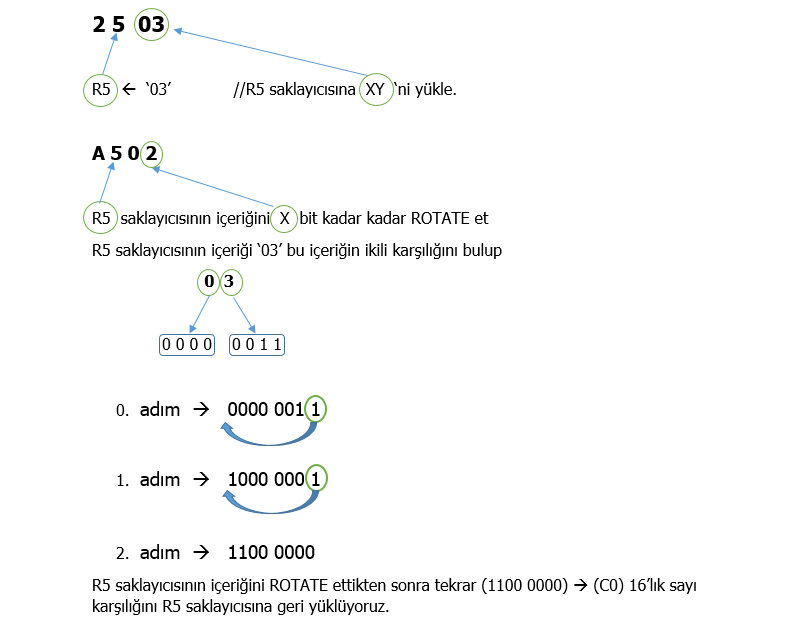 2 5 03
R5 ← ‘03’ //R5 saklayıcısına XY ‘ni yükle.
A 5 0 2
R5 saklayıcısının içeriğini X bit kadar kadar ROTATE et
R5 saklayıcısının içeriği ‘03’ bu içeriğin ikili karşılığını bulup
0 3
0 0 0 0 0 0 1 1
0. adım → 0000 0011
1. adım → 1000 0001
2. adım → 1100 0000
R5 saklayıcısının içeriğini ROTATE ettikten sonra tekrar (1100 0000) → (C0) 16’lık sayı
karşılığını R5 saklayıcısına geri yüklüyoruz.